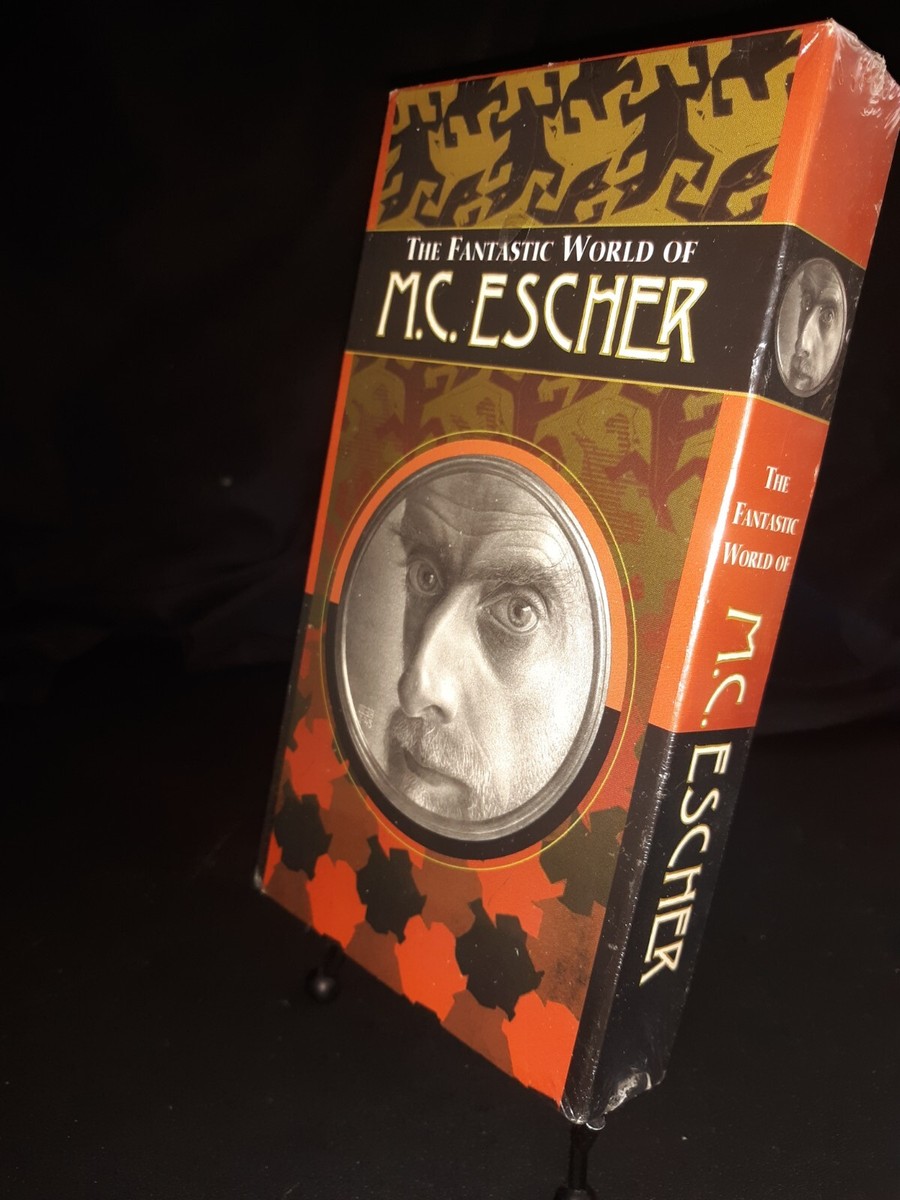 The Fantastic World of
M.C. Escher
The
Fantastic
World of
M.C. Escher